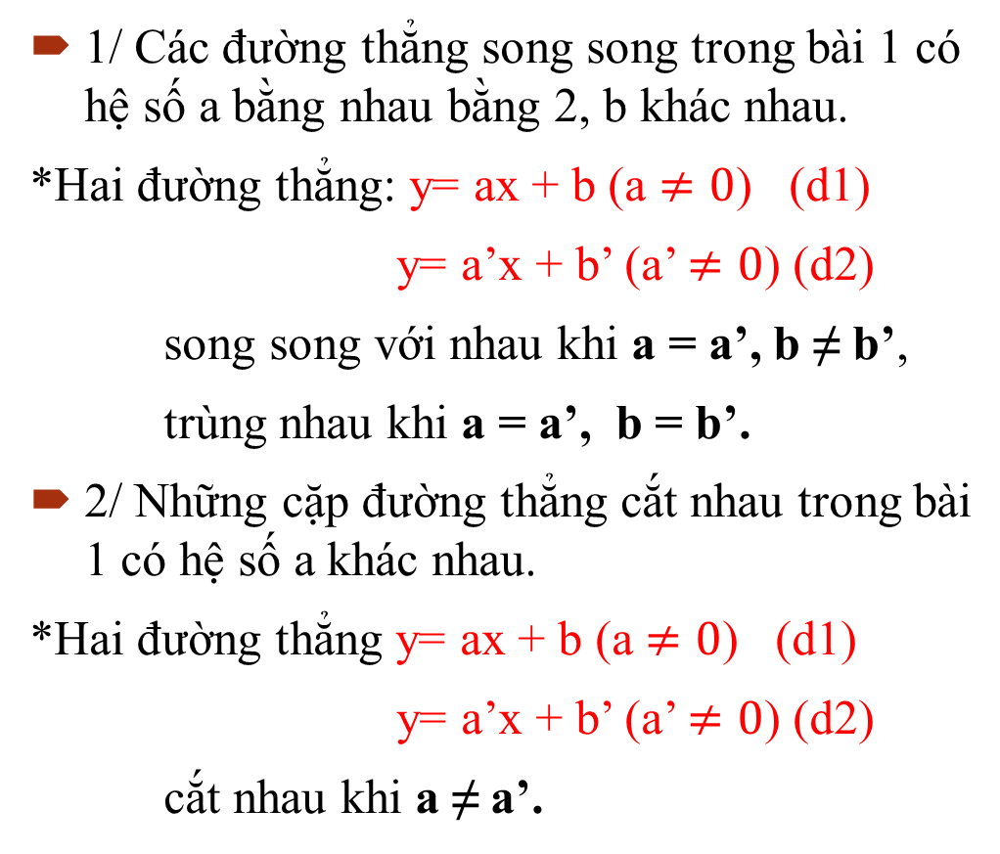 1/ Các đường thẳng song song trong bài 1 có
hệ số a bằng nhau bằng 2, b khác nhau.
*Hai đường thẳng: y= ax + b (a ≠ 0) (d1)
y= a’x + b’ (a’ ≠ 0) (d2)
song song với nhau khi a = a’, b ≠ b’,
trùng nhau khi a = a’, b = b’.
2/ Những cặp đường thẳng cắt nhau trong bài
1 có hệ số a khác nhau.
*Hai đường thẳng y= ax + b (a ≠ 0) (d1)
y= a’x + b’ (a’ ≠ 0) (d2)
cắt nhau khi a ≠ a’.